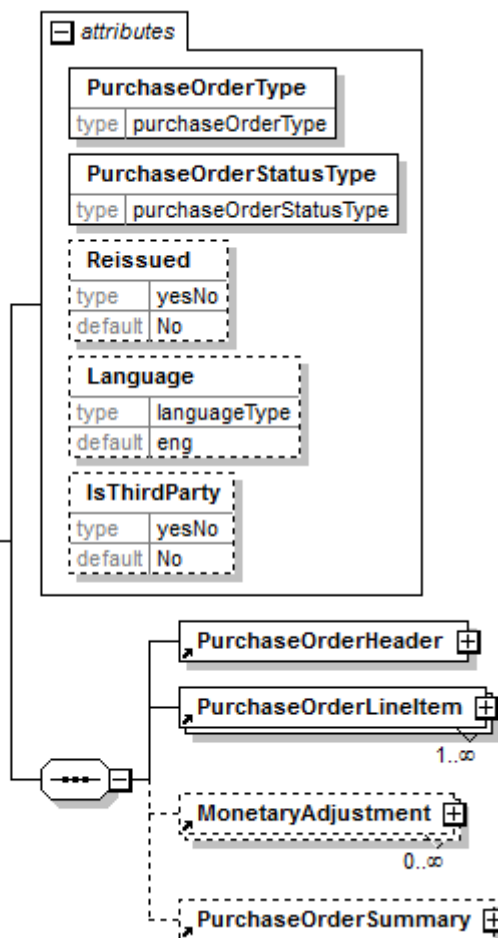 attributes
PurchaseOrderType
type purchaseOrderType
PurchaseOrderStatusType
type purchaseOrderStatusType
Reissued
type yesNo
default No
Language
type languageType
default eng
IsThirdParty
type yesNo
default No
PurchaseOrderHeader
PurchaseOrderLineItem
1..∞
MonetaryAdjustment
0..∞
PurchaseOrderSummary